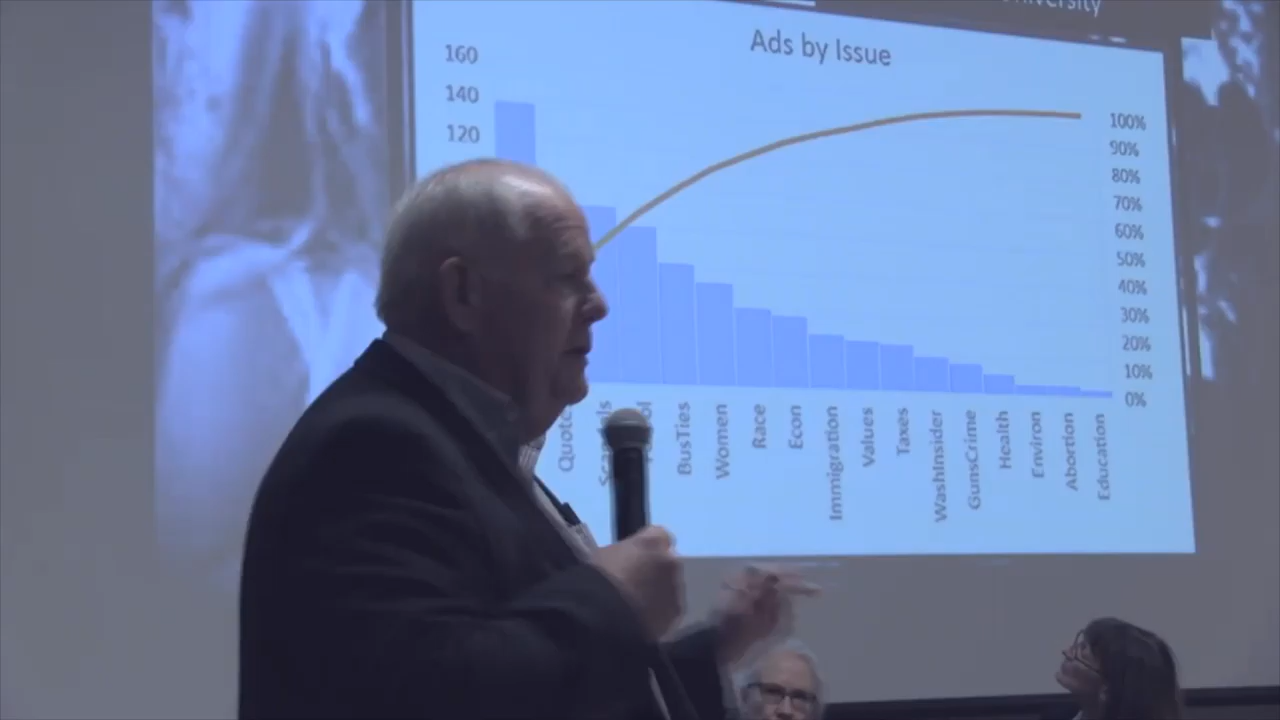 Ads by Issue
160
140
120
100%
90%
80%
70%
60%
50%
40%
30%
20%
10%
0%
BusTies
Women
Race
Econ
Immigration
Values
Taxes
WashInsider
GunsCrime
Health
Environ
Abortion
Education